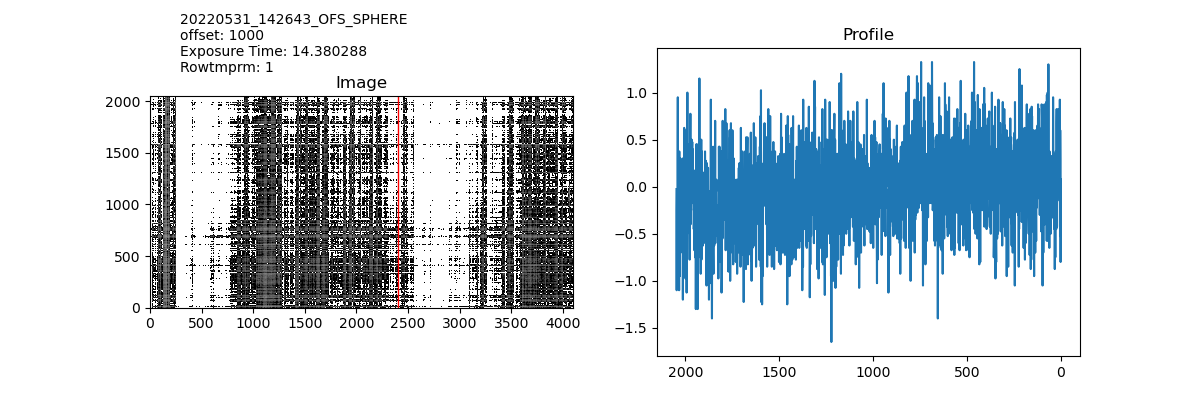 20220531_142643_OFS_SPHERE
offset: 1000
Exposure Time: 14.380288
Rowtmprm: 1
Image
2000
1500
1000
500
0
0 500 1000 1500 2000 2500 3000 3500 4000
Profile
1.0
0.5
0.0
−0.5
−1.0
−1.5
2000 1500 1000 500 0